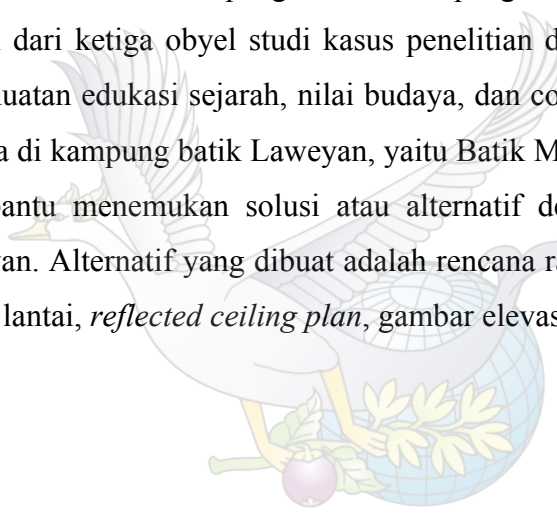 dari ketiga obyel studi kasus penelitian d
uatan edukasi sejarah, nilai budaya, dan co
a di kampung batik Laweyan, yaitu Batik M
antu menemukan solusi atau alternatif d
an. Alternatif yang dibuat adalah rencana r
lantai, reflected ceiling plan, gambar elevas